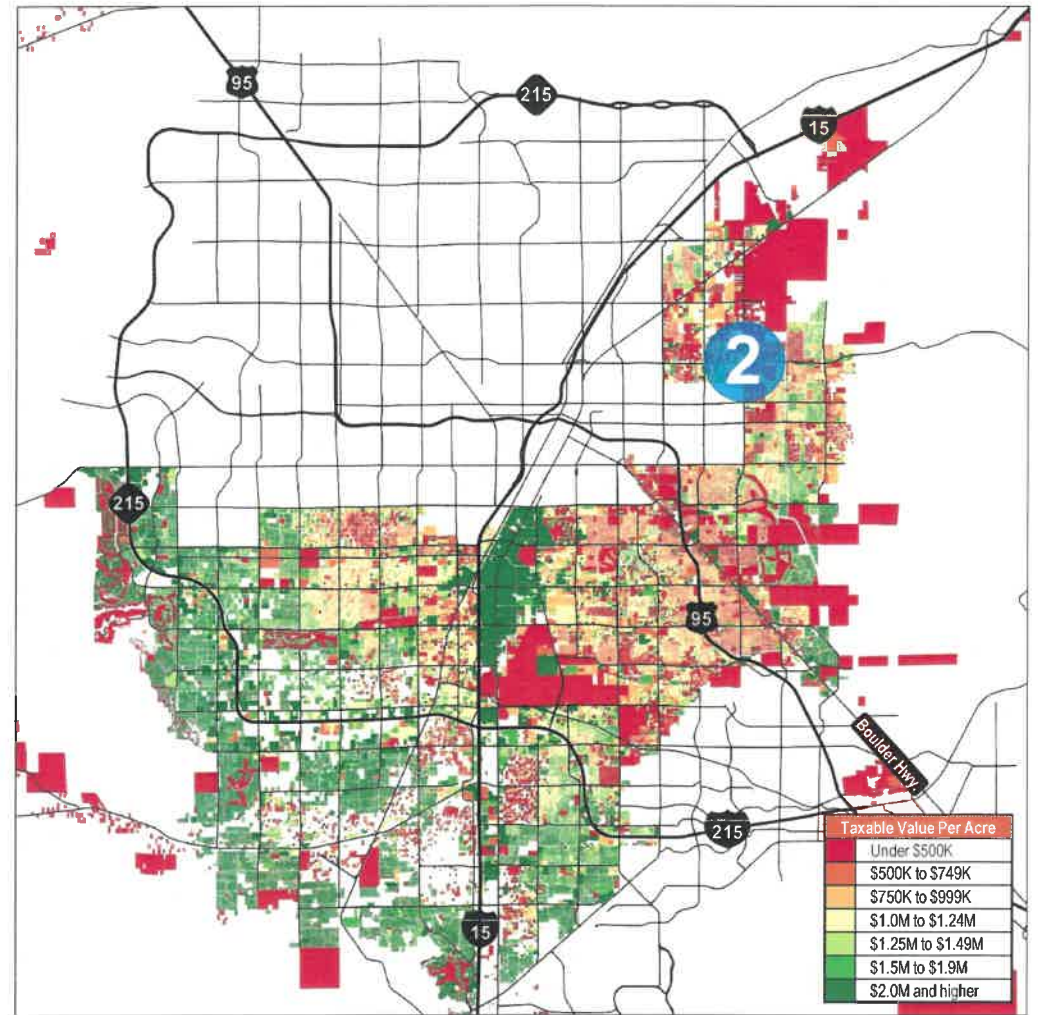 95
215
15
2
215
95
Boulder Hwy.
215
15
Taxable Value Per Acre
Under $500K
$500K to $749K
$750K to $999K
$1.0M to $1.24M
$1.25M to $1.49M
$1.5M to $1.9M
$2.0M and higher